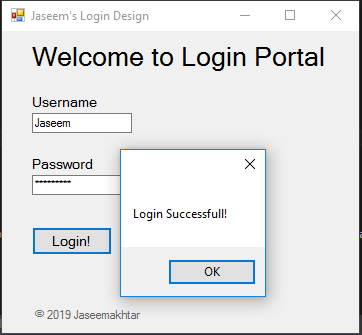 Jaseem's Login Design
Welcome to Login Portal
Username
Jaseem
Password
*********
Login Successfull!
Login!
OK
© 2019 Jaseemakhtar